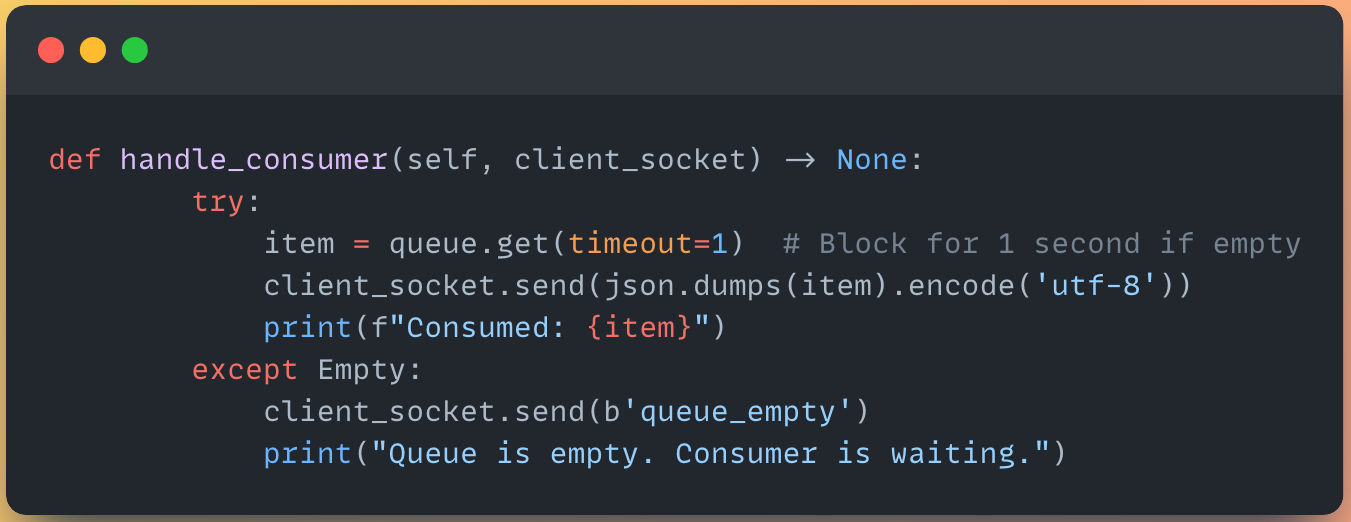 def handle_consumer(self, client_socket) -> None:
        try:
            item = queue.get(timeout=1)  # Block for 1 second if empty
            client_socket.send(json.dumps(item).encode('utf-8'))
            print(f"Consumed: {item}")
        except Empty:
            client_socket.send(b'queue_empty')
            print("Queue is empty. Consumer is waiting.")